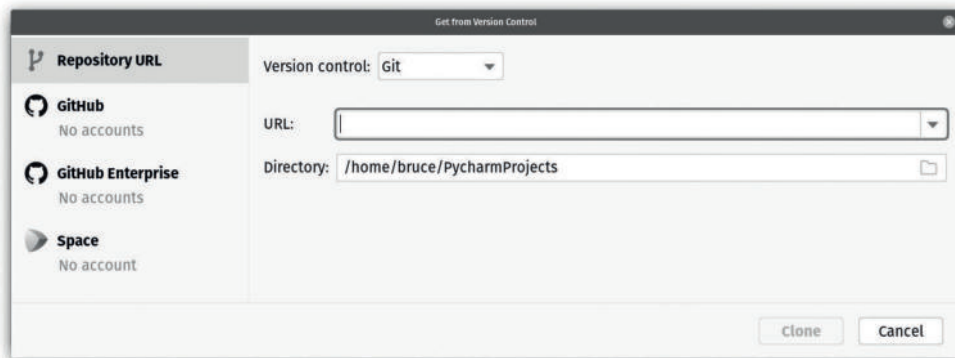 Get from Version Control
Repository URL
GitHub
No accounts
gitHub Enterprise
No accounts
Space
No account
Version control: Git
URL:
Directory: /home/bruce/PycharmProjects
Clone
Cancel